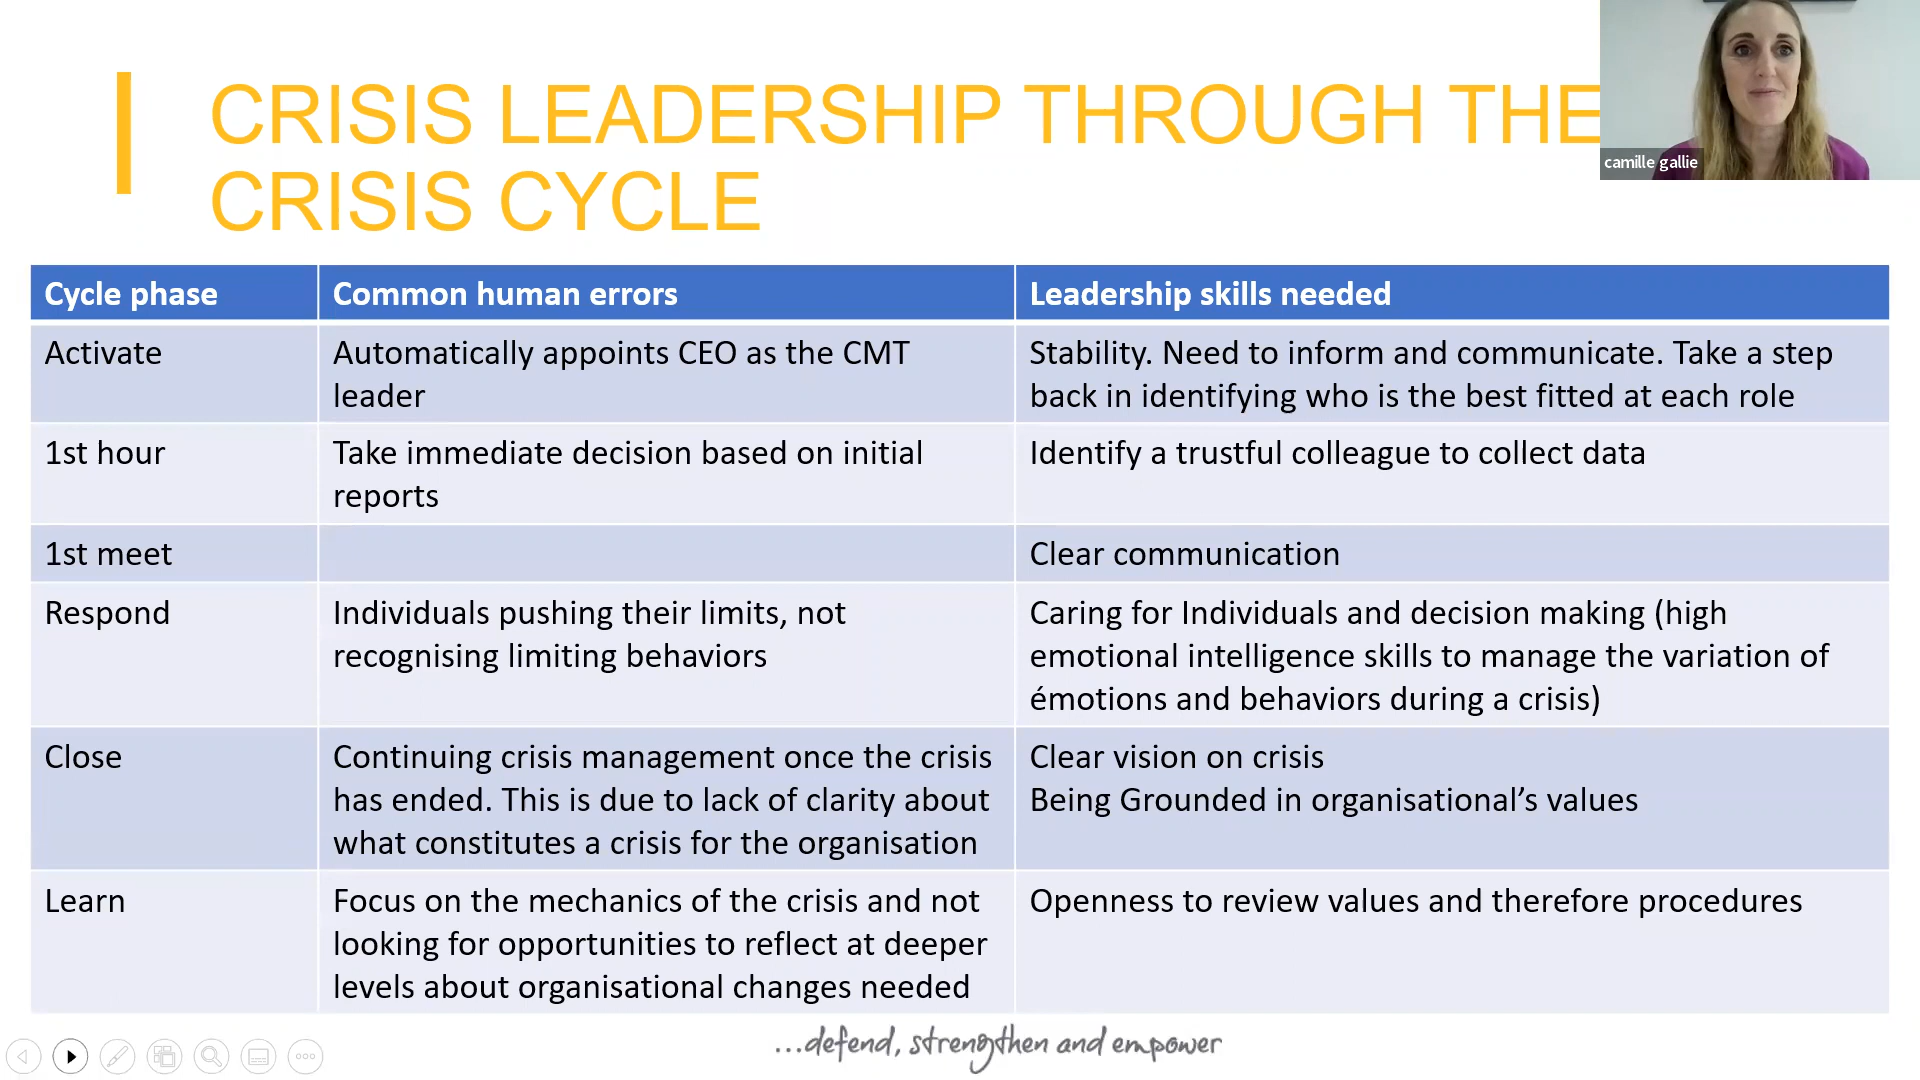 CRISIS LEADERSHIP THROUGH THE
CRISIS CYCLE
camille gallie
Cycle phase
Common human errors
Leadership skills needed
Activate
Automatically appoints CEO as the CMT
leader
Stability. Need to inform and communicate. Take a step
back in identifying who is the best fitted at each role
1st hour
Take immediate decision based on initial
reports
Identify a trustful colleague to collect data
1st meet
Clear communication
Respond
Individuals pushing their limits, not
recognising limiting behaviors
Caring for Individuals and decision making (high
emotional intelligence skills to manage the variation of
émotions and behaviors during a crisis)
Close
Continuing crisis management once the crisis
has ended. This is due to lack of clarity about
what constitutes a crisis for the organisation
Clear vision on crisis
Being Grounded in organisational’s values
Learn
Focus on the mechanics of the crisis and not
looking for opportunities to reflect at deeper
levels about organisational changes needed
Openness to review values and therefore procedures
...defend, strengthen and empower